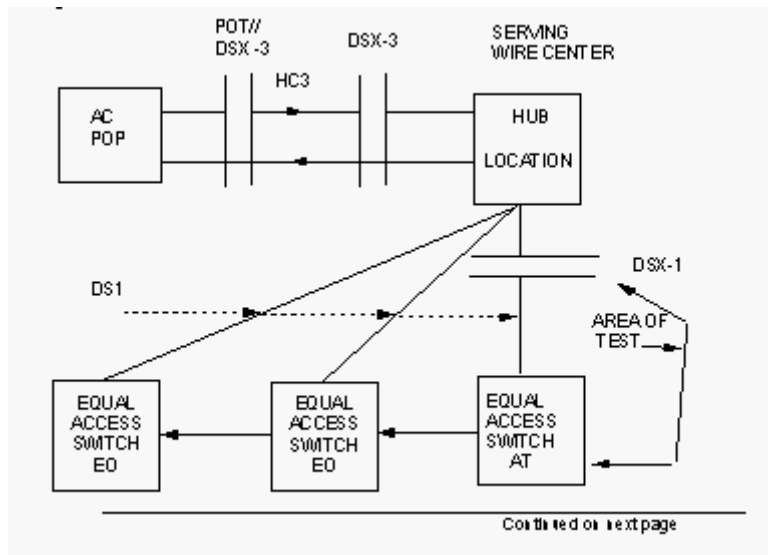 POT//
DSX -3
DSX-3
SERVING
WIRE CENTER
HC3
AC
POP
HUB
LOCATION
DSX-1
DS1
AREA OF
TEST
EQUAL
ACCESS
SWITCH
EO
EQUAL
ACCESS
SWITCH
EO
EQUAL
ACCESS
SWITCH
AT
Continued on next page